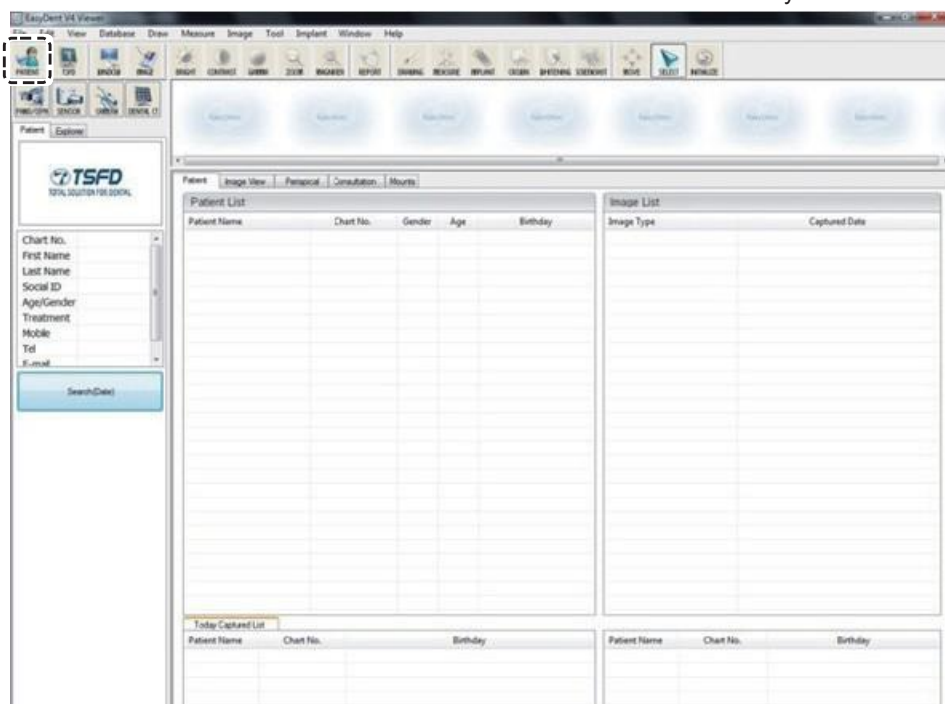 EasyDent V4 Viewer
File Edit View Database Draw Measure Image Tool Implant Window Help
PATIENT WINDOW IMAGE BRIGHT CONTRAST GAMMA ZOOM MAGNIFIER REPORT DRAWING MEASURE IMPLANT CROWN WHITENING MOVE SELECT INITIALIZE
SENSOR DENTAL CT
Patient Explorer
TSFD
TOTAL SOLUTION FOR DENTAL
Chart No.
First Name
Last Name
Social ID
Age/Gender
Treatment
Mobile
Tel
E-mail
Search(Date)
Patient Image View Periapical Consultation Mounts
Patient List
Patient Name Chart No. Gender Age Birthday
Image List
Image Type Captured Date
Today Captured List
Patient Name Chart No. Birthday
Patient Name Chart No. Birthday